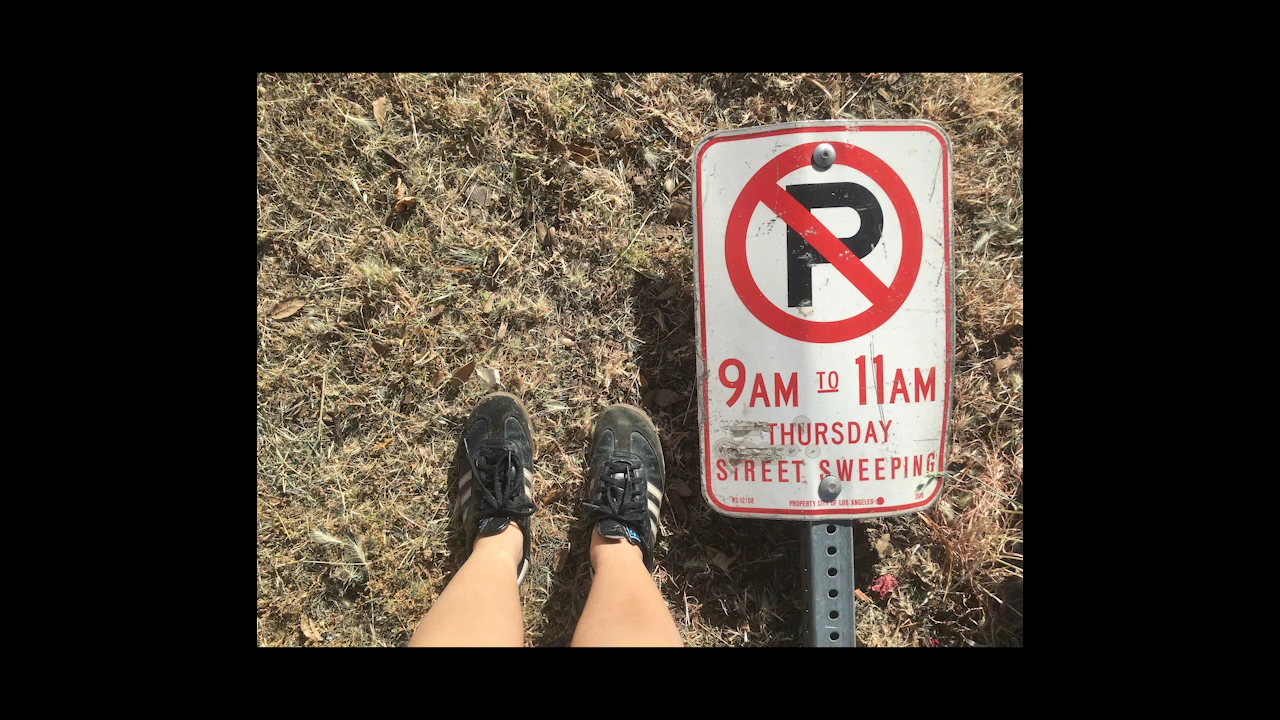 P
9AM TO 11AM
THURSDAY
STREET SWEEPING
PROPERTY CITY OF LOS ANGELES